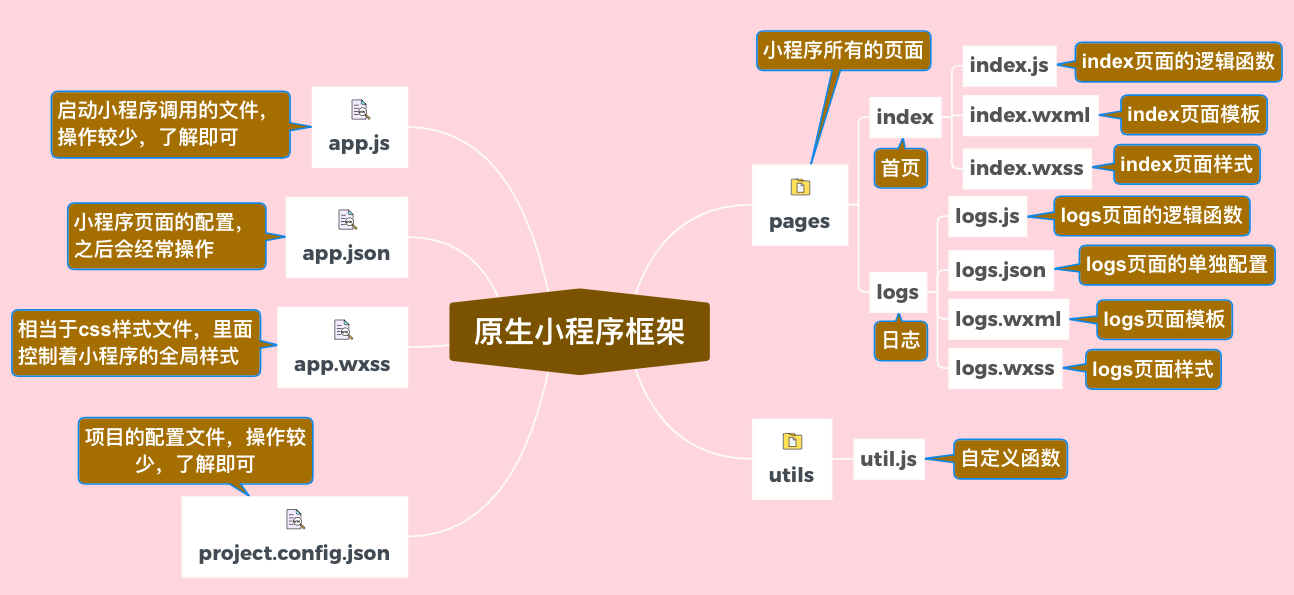 原生小程序框架
启动小程序调用的文件，
操作较少，了解即可
app.js
小程序页面的配置，
之后会经常操作
app.json
相当于css样式文件，里面
控制着小程序的全局样式
app.wxss
项目的配置文件，操作较
少，了解即可
project.config.json
小程序所有的页面
pages
index
首页
index.js
index页面的逻辑函数
index.wxml
index页面模板
index.wxss
index页面样式
logs
日志
logs.js
logs页面的逻辑函数
logs.json
logs页面的单独配置
logs.wxml
logs页面模板
logs.wxss
logs页面样式
utils
util.js
自定义函数